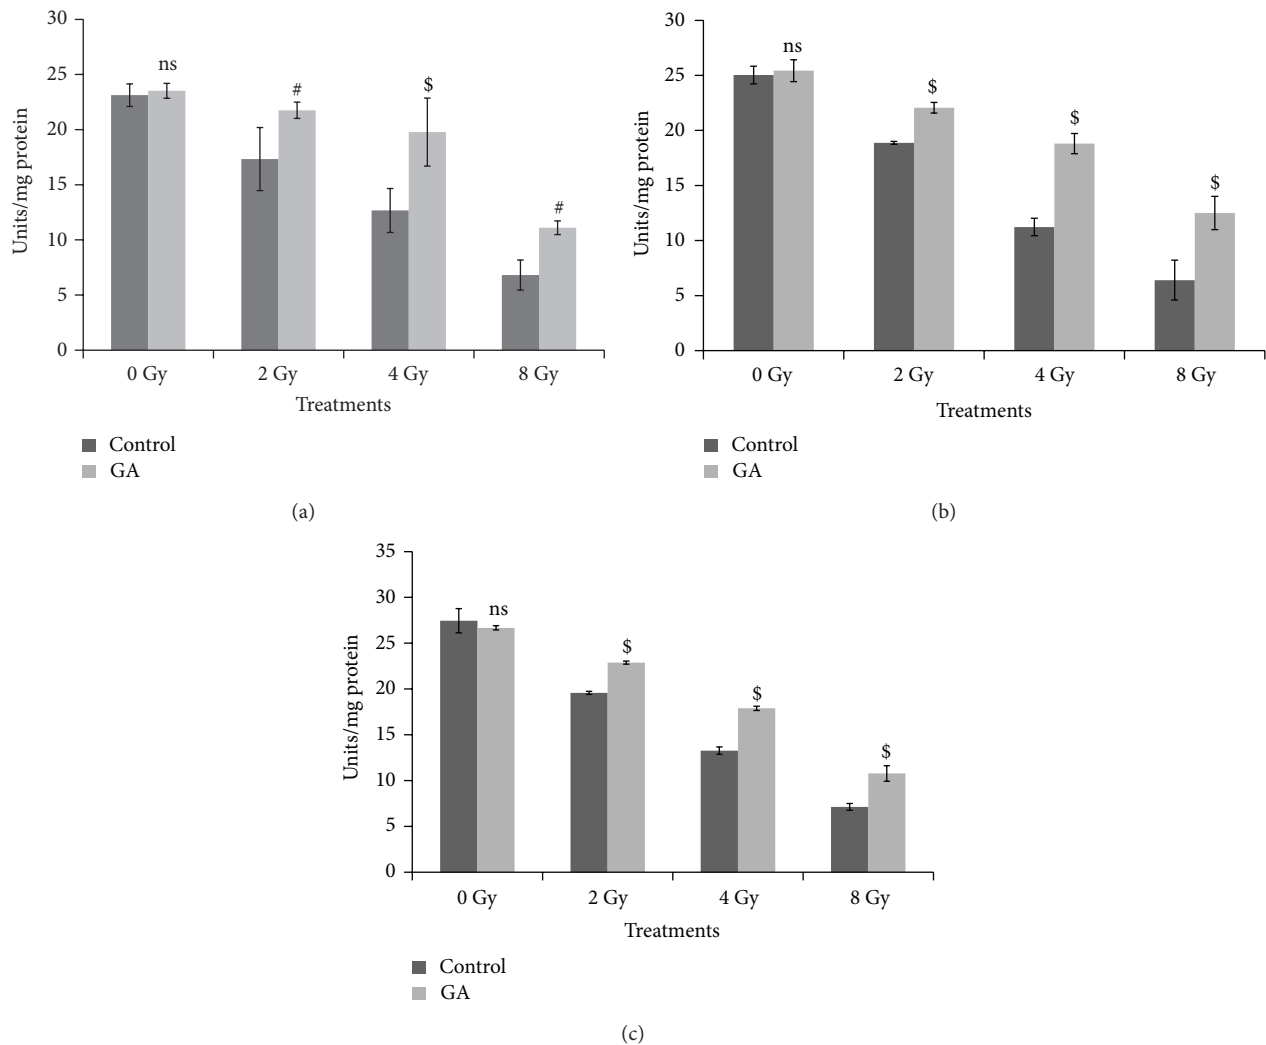 30
25
20
15
10
5
0
Units/mg protein
ns
#
$
#
0 Gy
2 Gy
4 Gy
8 Gy
Treatments
Control
GA
(a)
30
25
20
15
10
5
0
Units/mg protein
ns
$
$
$
0 Gy
2 Gy
4 Gy
8 Gy
Treatments
Control
GA
(b)
35
30
25
20
15
10
5
0
Units/mg protein
ns
$
$
$
0 Gy
2 Gy
4 Gy
8 Gy
Treatments
Control
GA
(c)